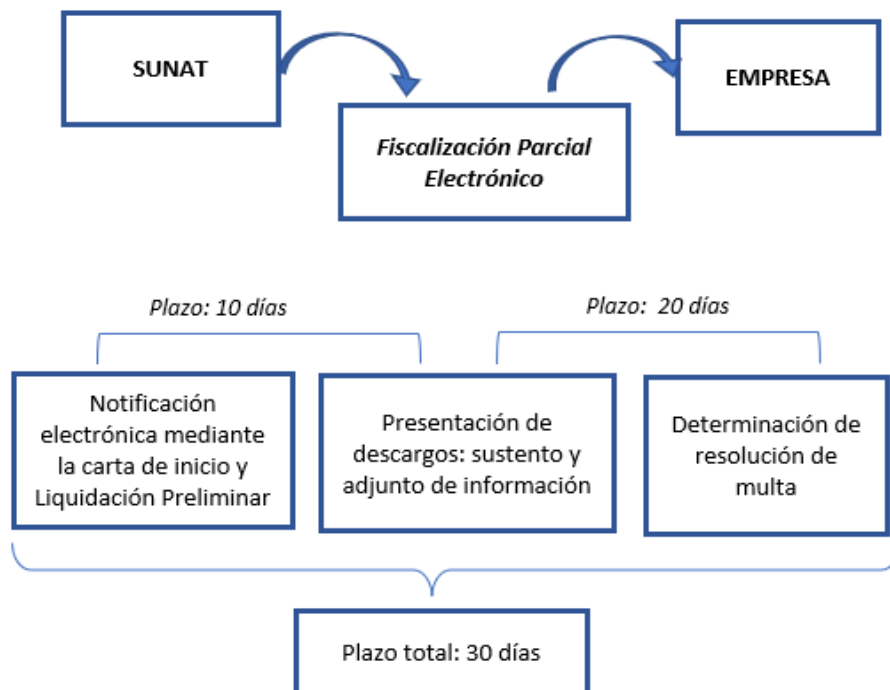 SUNAT
EMPRESA
Fiscalización Parcial
Electrónico
Plazo: 10 días
Plazo: 20 días
Notificación
electrónica mediante
la carta de inicio y
Liquidación Preliminar
Presentación de
descargos: sustento y
adjunto de información
Determinación de
resolución de
multa
Plazo total: 30 días